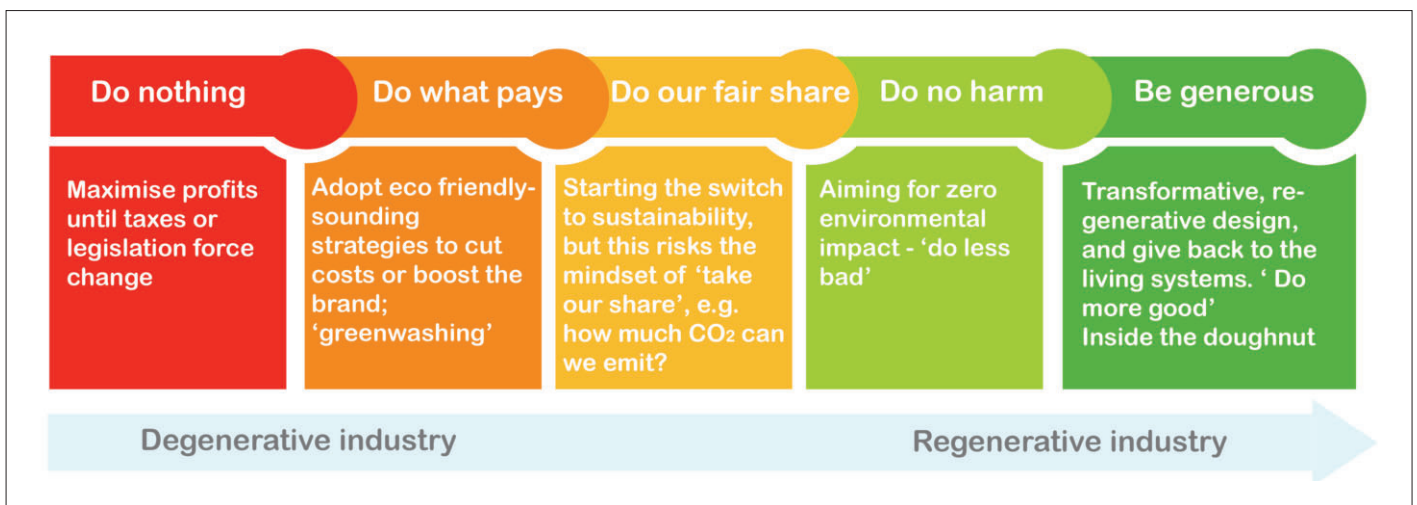 Do nothing
Do what pays
Do our fair share
Do no harm
Be generous
Maximise profits
until taxes or
legislation force
change
Adopt eco friendly-
sounding
strategies to cut
costs or boost the
brand;
‘greenwashing’
Starting the switch
to sustainability,
but this risks the
mindset of ‘take
our share’, e.g.
how much CO₂ can
we emit?
Aiming for zero
environmental
impact - ‘do less
bad’
Transformative, re-
generative design,
and give back to the
living systems. ‘ Do
more good’
Inside the doughnut
Degenerative industry
Regenerative industry